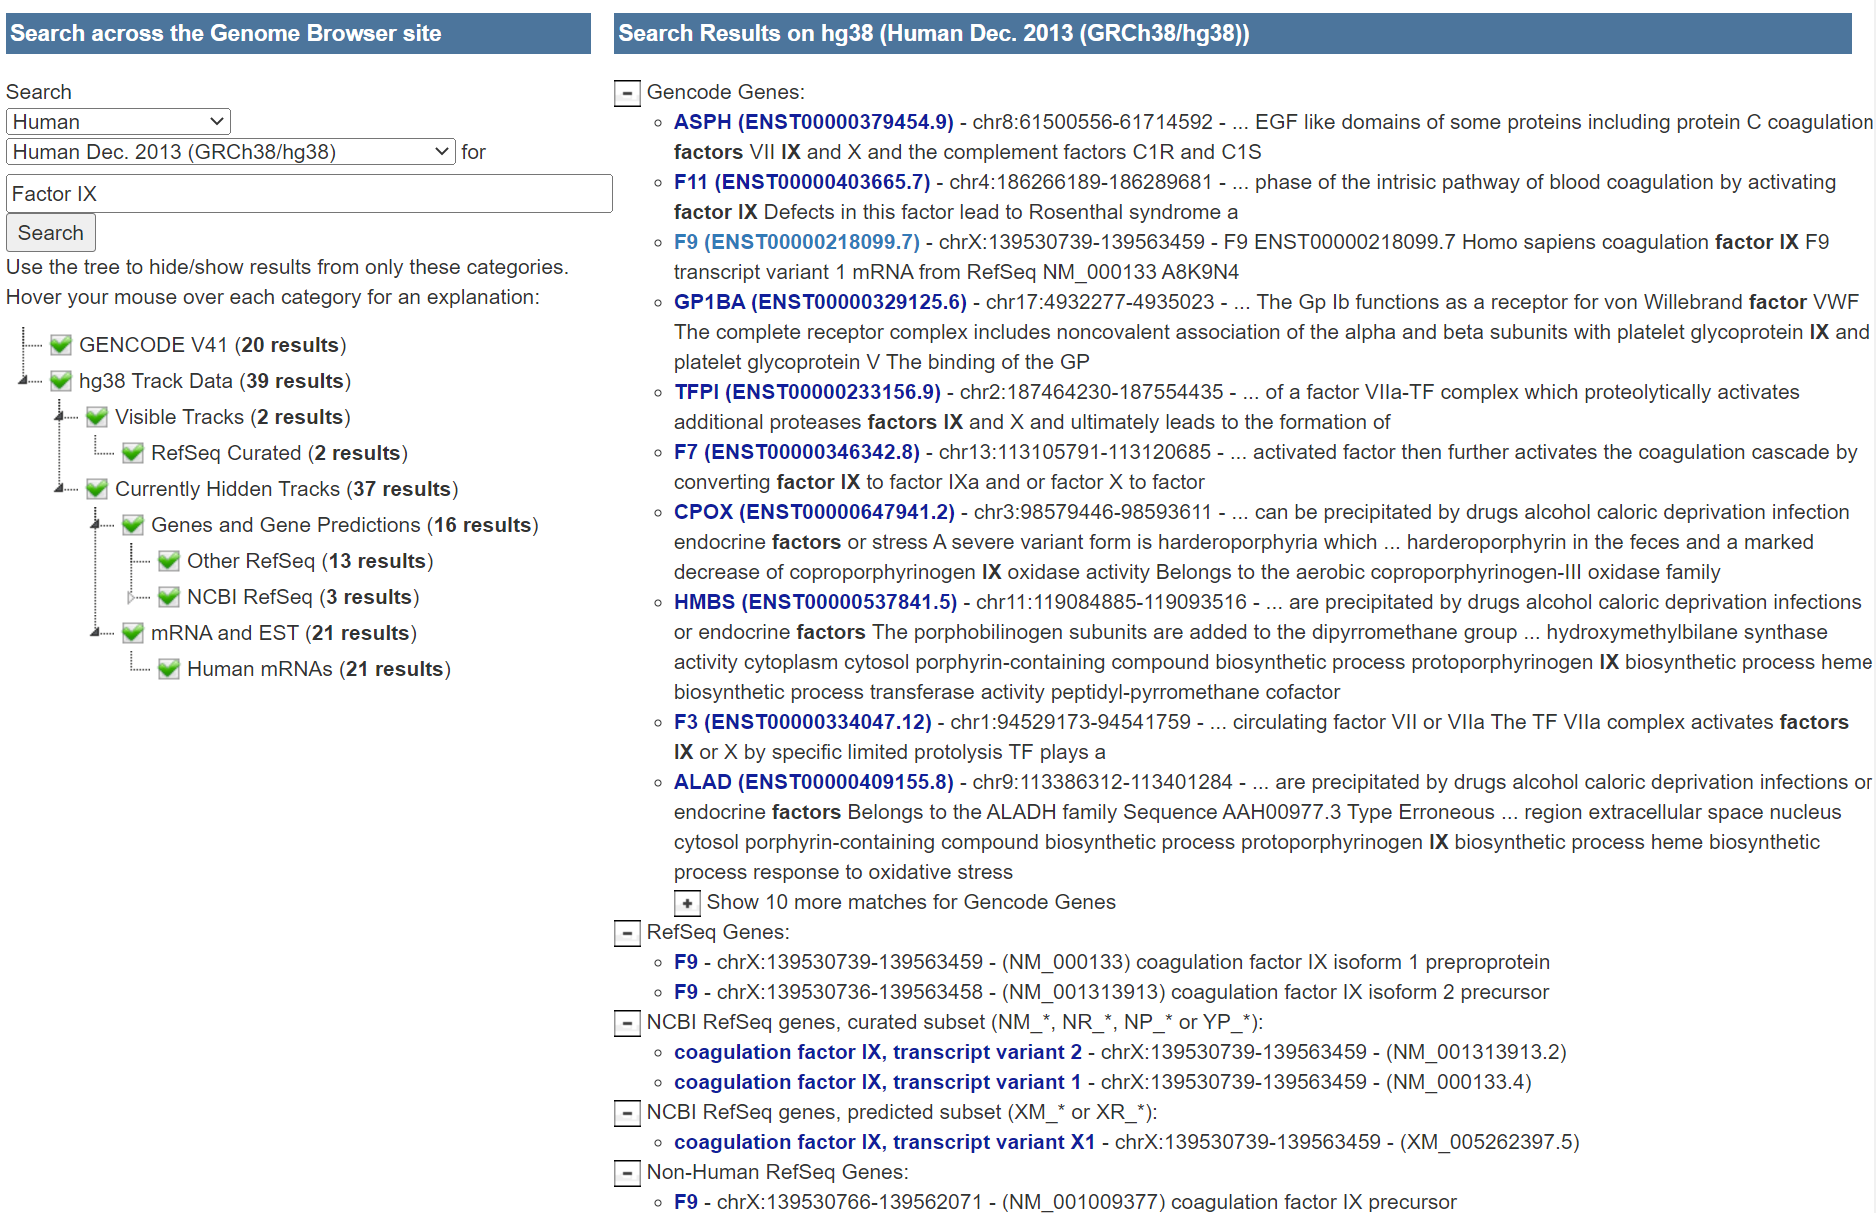 Search across the Genome Browser site
Search
Human
Human Dec. 2013 (GRCh38/hg38) for
Factor IX
Search
Use the tree to hide/show results from only these categories.
Hover your mouse over each category for an explanation:
GENCODE V41 (20 results)
hg38 Track Data (39 results)
Visible Tracks (2 results)
RefSeq Curated (2 results)
Currently Hidden Tracks (37 results)
Genes and Gene Predictions (16 results)
Other RefSeq (13 results)
NCBI RefSeq (3 results)
mRNA and EST (21 results)
Human mRNAs (21 results)
Search Results on hg38 (Human Dec. 2013 (GRCh38/hg38))
Gencode Genes:
ASPH (ENST00000379454.9) - chr8:61500556-61714592 - ... EGF like domains of some proteins including protein C coagulation
factors VII IX and X and the complement factors C1R and C1S
F11 (ENST00000403665.7) - chr4:186266189-186289681 - ... phase of the intrisic pathway of blood coagulation by activating
factor IX Defects in this factor lead to Rosenthal syndrome a
F9 (ENST00000218099.7) - chrX:139530739-139563459 - F9 ENST00000218099.7 Homo sapiens coagulation factor IX F9
transcript variant 1 mRNA from RefSeq NM_000133 A8K9N4
GP1BA (ENST00000329125.6) - chr17:4932277-4935023 - ... The Gp Ib functions as a receptor for von Willebrand factor VWF
The complete receptor complex includes noncovalent association of the alpha and beta subunits with platelet glycoprotein IX and
platelet glycoprotein V The binding of the GP
TFPI (ENST00000233156.9) - chr2:187464230-187554435 - ... of a factor VIIa-TF complex which proteolytically activates
additional proteases factors IX and X and ultimately leads to the formation of
F7 (ENST00000346342.8) - chr13:113105791-113120685 - ... activated factor then further activates the coagulation cascade by
converting factor IX to factor IXa and or factor X to factor
CPOX (ENST00000647941.2) - chr3:98579446-98593611 - ... can be precipitated by drugs alcohol caloric deprivation infection
endocrine factors or stress A severe variant form is harderoporphyria which ... harderoporphyrin in the feces and a marked
decrease of coproporphyrinogen IX oxidase activity Belongs to the aerobic coproporphyrinogen-III oxidase family
HMBS (ENST00000537841.5) - chr11:119084885-119093516 - ... are precipitated by drugs alcohol caloric deprivation infections
or endocrine factors The porphobilinogen subunits are added to the dipyrromethane group ... hydroxymethylbilane synthase
activity cytoplasm cytosol porphyrin-containing compound biosynthetic process protoporphyrinogen IX biosynthetic process heme
biosynthetic process transferase activity peptidyl-pyrromethane cofactor
F3 (ENST00000334047.12) - chr1:94529173-94541759 - ... circulating factor VII or VIIa The TF VIIa complex activates factors
IX or X by specific limited protolysis TF plays a
ALAD (ENST00000409155.8) - chr9:113386312-113401284 - ... are precipitated by drugs alcohol caloric deprivation infections or
endocrine factors Belongs to the ALADH family Sequence AAH00977.3 Type Erroneous ... region extracellular space nucleus
cytosol porphyrin-containing compound biosynthetic process protoporphyrinogen IX biosynthetic process heme biosynthetic
process response to oxidative stress
Show 10 more matches for Gencode Genes
RefSeq Genes:
F9 - chrX:139530739-139563459 - (NM_000133) coagulation factor IX isoform 1 preproprotein
F9 - chrX:139530736-139563458 - (NM_001313913) coagulation factor IX isoform 2 precursor
NCBI RefSeq genes, curated subset (NM_*, NR_*, NP_* or YP_*):
coagulation factor IX, transcript variant 2 - chrX:139530739-139563459 - (NM_001313913.2)
coagulation factor IX, transcript variant 1 - chrX:139530739-139563459 - (NM_000133.4)
NCBI RefSeq genes, predicted subset (XM_* or XR_*):
coagulation factor IX, transcript variant X1 - chrX:139530739-139563459 - (XM_005262397.5)
Non-Human RefSeq Genes:
F9 - chrX:139530766-139562071 - (NM_001009377) coagulation factor IX precursor